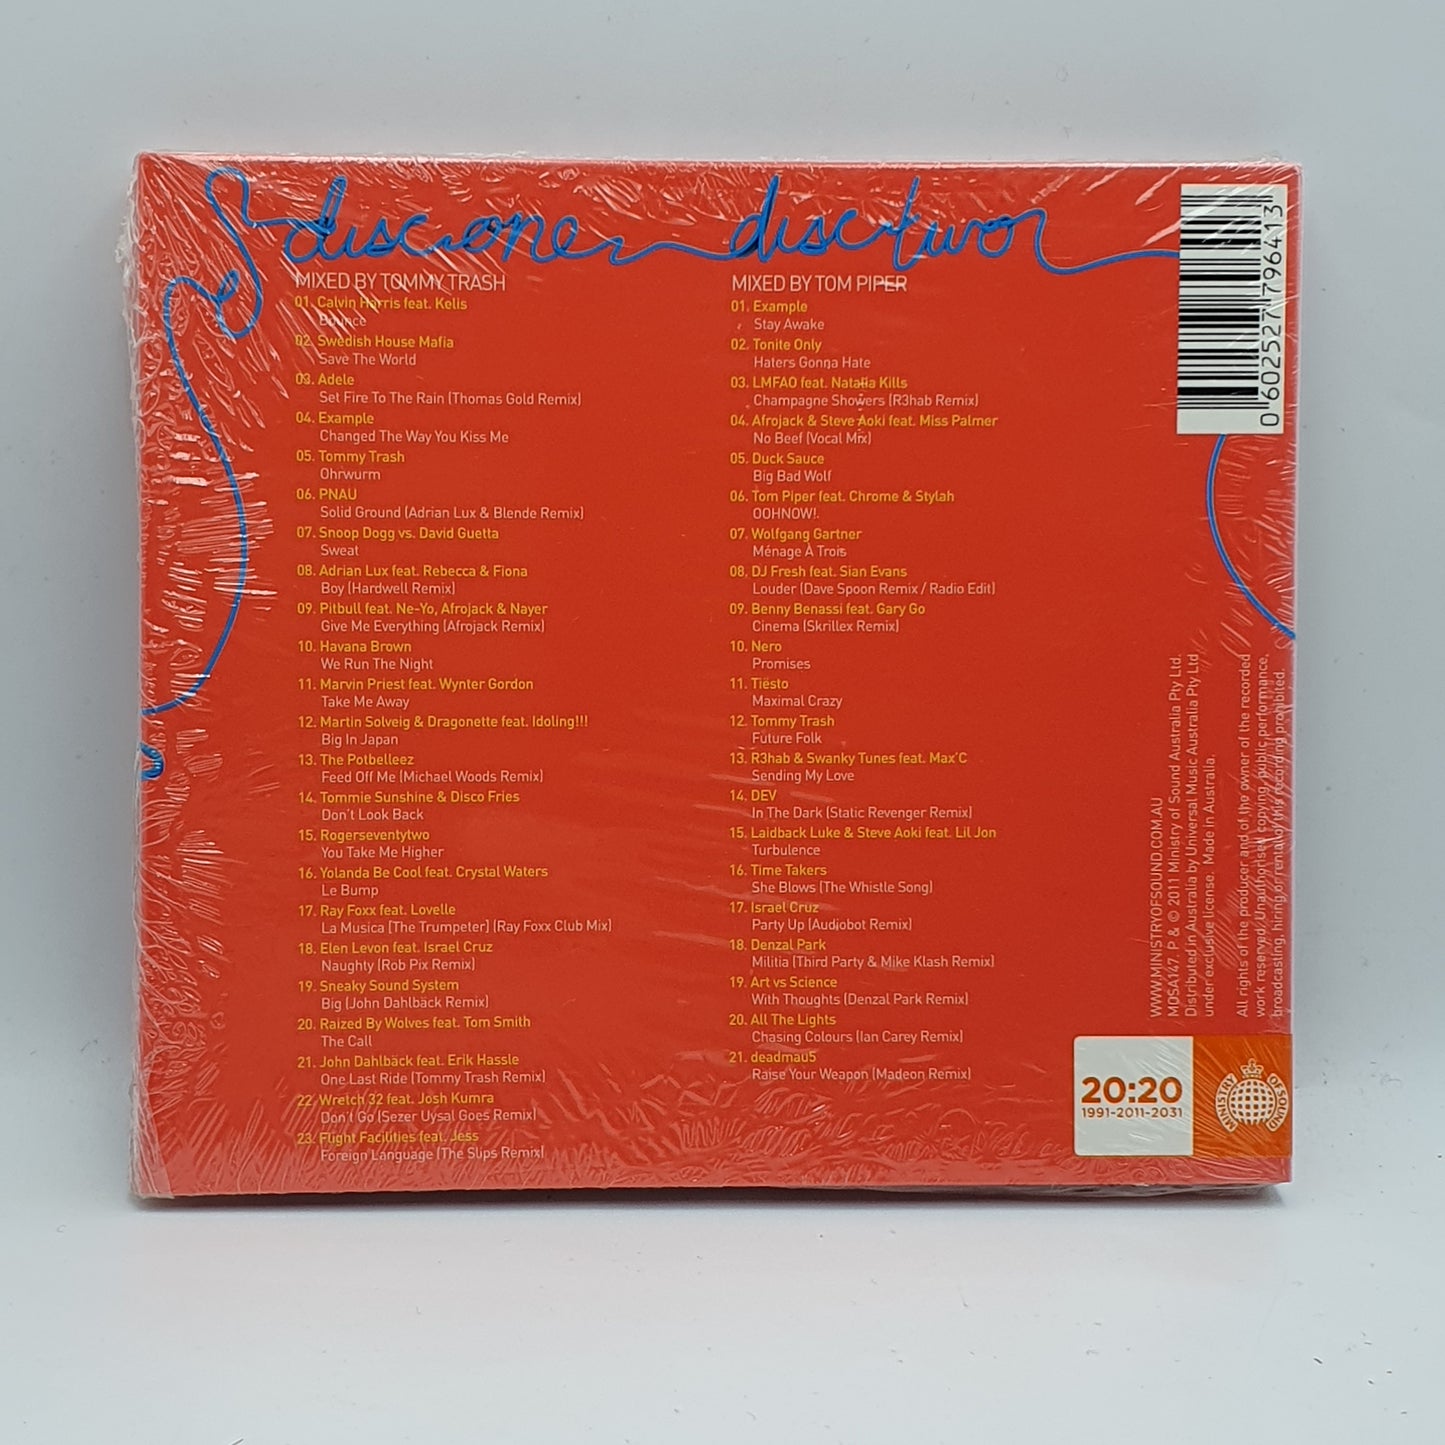 disc one
MIXED BY TOMMY TRASH
01. Calvin Harris feat. Kelis
Bounce
02. Swedish House Mafia
Save The World
03. Adele
Set Fire To The Rain (Thomas Gold Remix)
04. Example
Changed The Way You Kiss Me
05. Tommy Trash
Ohrwurm
06. PNAU
Solid Ground (Adrian Lux & Blende Remix)
07. Snoop Dogg vs. David Guetta
Sweat
08. Adrian Lux feat. Rebecca & Fiona
Boy (Hardwell Remix)
09. Pitbull feat. Ne-Yo, Afrojack & Nayer
Give Me Everything (Afrojack Remix)
10. Havana Brown
We Run The Night
11. Marvin Priest feat. Wynter Gordon
Take Me Away
12. Martin Solveig & Dragonette feat. Idoling!!!
Big In Japan
13. The Potbelleez
Feed Off Me (Michael Woods Remix)
14. Tommie Sunshine & Disco Fries
Don't Look Back
15. Rogerseventytwo
You Take Me Higher
16. Yolanda Be Cool feat. Crystal Waters
Le Bump
17. Ray Foxx feat. Lovelle
La Musica [The Trumpeter] (Ray Foxx Club Mix)
18. Elen Levon feat. Israel Cruz
Naughty (Rob Pix Remix)
19. Sneaky Sound System
Big (John Dahlbäck Remix)
20. Raized By Wolves feat. Tom Smith
The Call
21. John Dahlbäck feat. Erik Hassle
One Last Ride (Tommy Trash Remix)
22. Wretch 32 feat. Josh Kumra
Don't Go (Sezer Uysal Goes Remix)
23. Flight Facilities feat. Jess
Foreign Language (The Slips Remix)
disc two
MIXED BY TOM PIPER
01. Example
Stay Awake
02. Tonite Only
Haters Gonna Hate
03. LMFAO feat. Natalia Kills
Champagne Showers (R3hab Remix)
04. Afrojack & Steve Aoki feat. Miss Palmer
No Beef (Vocal Mix)
05. Duck Sauce
Big Bad Wolf
06. Tom Piper feat. Chrome & Stylah
OOHNOW!
07. Wolfgang Gartner
Ménage À Trois
08. DJ Fresh feat. Sian Evans
Louder (Dave Spoon Remix / Radio Edit)
09. Benny Benassi feat. Gary Go
Cinema (Skrillex Remix)
10. Nero
Promises
11. Tiësto
Maximal Crazy
12. Tommy Trash
Future Folk
13. R3hab & Swanky Tunes feat. Max'C
Sending My Love
14. DEV
In The Dark (Static Revenger Remix)
15. Laidback Luke & Steve Aoki feat. Lil Jon
Turbulence
16. Time Takers
She Blows (The Whistle Song)
17. Israel Cruz
Party Up (Audiobot Remix)
18. Denzal Park
Militia (Third Party & Mike Klash Remix)
19. Art vs Science
With Thoughts (Denzal Park Remix)
20. All The Lights
Chasing Colours (Ian Carey Remix)
21. deadmau5
Raise Your Weapon (Madeon Remix)
0 602527 796413
WWW.MINISTRYOFSOUND.COM.AU
MOSA147. P & © 2011 Ministry of Sound Australia Pty Ltd.
Distributed in Australia by Universal Music Australia Pty Ltd
under exclusive license. Made in Australia.
All rights of the producer and of the owner of the recorded
work reserved. Unauthorised copying, public performance,
broadcasting, hiring or rental of this recording prohibited.
20:20
1991-2011-2031
MINISTRY OF SOUND